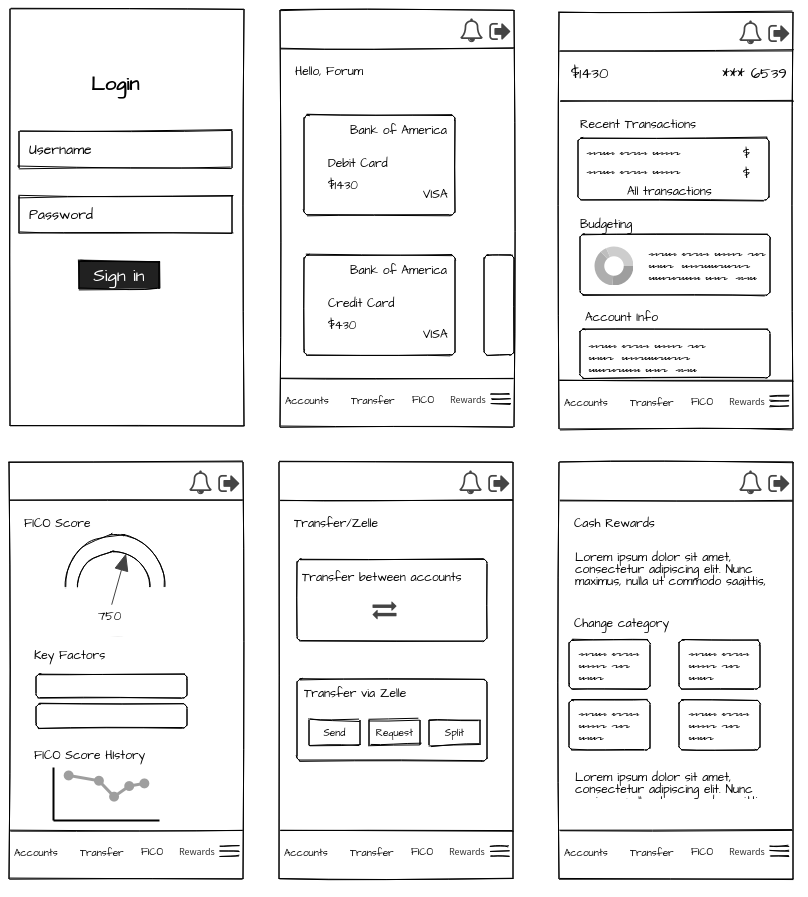 Login
Username
Password
Sign in
Hello, Forum
Bank of America
Debit Card
$1430
VISA
Bank of America
Credit Card
$430
VISA
Accounts Transfer FICO Rewards
$1430 *** 6539
Recent Transactions
$
$
All transactions
Budgeting
Account Info
Accounts Transfer FICO Rewards
FICO Score
750
Key Factors
FICO Score HIstory
Accounts Transfer FICO Rewards
Transfer/Zelle
Transfer between accounts
Transfer via Zelle
Send Request Split
Accounts Transfer FICO Rewards
Cash Rewards
Lorem ipsum dolor sit amet,
consectetur adipiscing elit. Nunc
maximus, nulla ut commodo sagittis,
Change category
Lorem ipsum dolor sit amet,
consectetur adipiscing elit. Nunc
Accounts Transfer FICO Rewards